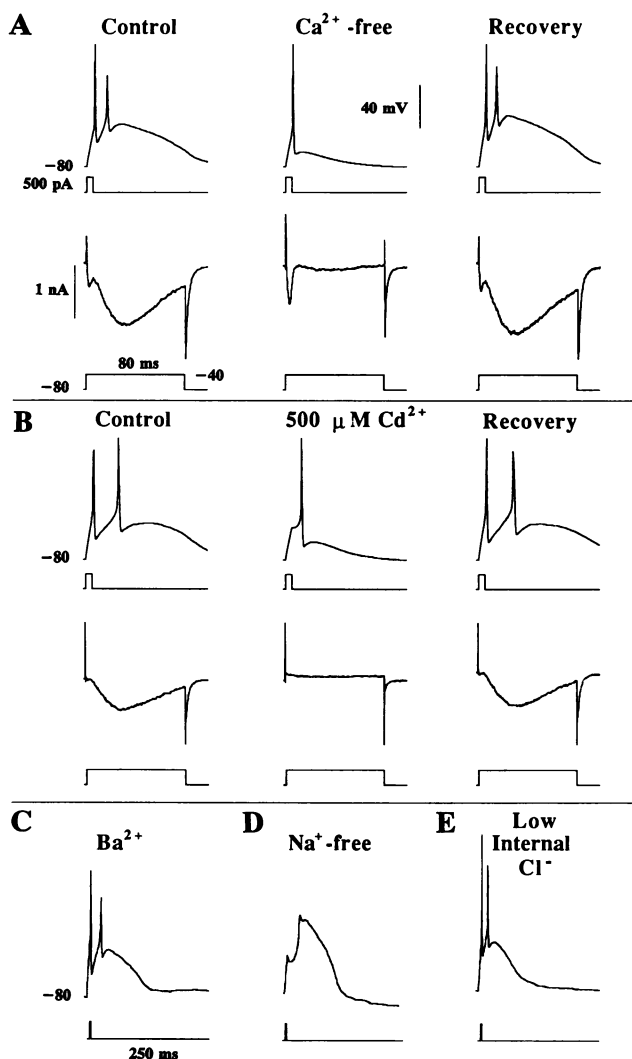 A
Control
Ca2+ -free
Recovery
40 mV
−80
500 pA
1 nA
80 ms
−40
−80
B
Control
500 μM Cd2+
Recovery
−80
C
Ba2+
D
Na+-free
E
Low
Internal
Cl-
−80
250 ms